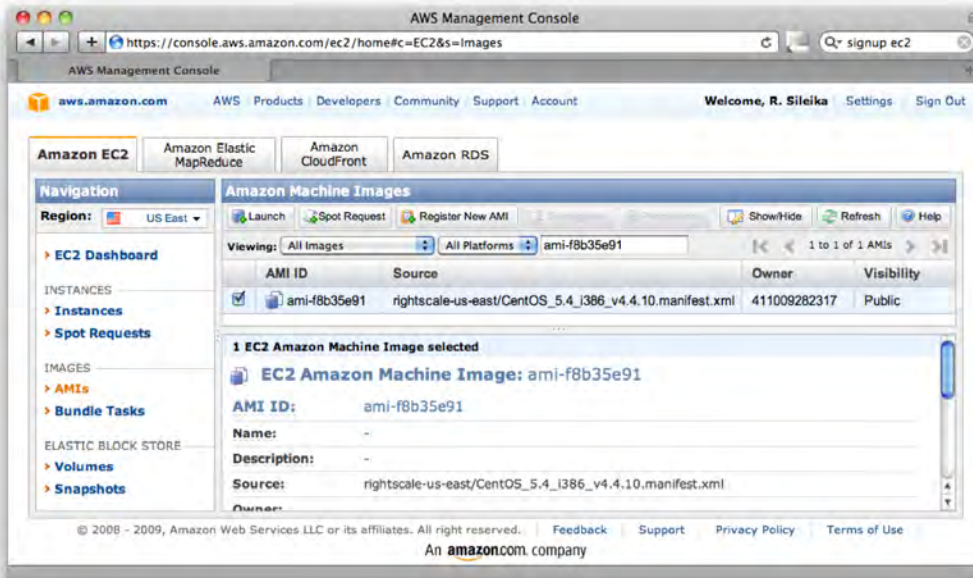 AWS Management Console
https://console.aws.amazon.com/ec2/home#c=EC2&s=Images
signup ec2
AWS Management Console
aws.amazon.com AWS Products Developers Community Support Account Welcome, R. Sileika Settings Sign Out
Amazon EC2 Amazon Elastic MapReduce Amazon CloudFront Amazon RDS
Navigation
Region: US East
EC2 Dashboard
INSTANCES
Instances
Spot Requests
IMAGES
AMIs
Bundle Tasks
ELASTIC BLOCK STORE
Volumes
Snapshots
Amazon Machine Images
Launch Spot Request Register New AMI Show/Hide Refresh Help
Viewing: All Images All Platforms ami-f8b35e91 1 to 1 of 1 AMIs
AMI ID Source Owner Visibility
ami-f8b35e91 rightscale-us-east/CentOS_5.4_i386_v4.4.10.manifest.xml 411009282317 Public
1 EC2 Amazon Machine Image selected
EC2 Amazon Machine Image: ami-f8b35e91
AMI ID: ami-f8b35e91
Name: -
Description: -
Source: rightscale-us-east/CentOS_5.4_i386_v4.4.10.manifest.xml
Owner:
© 2008 - 2009, Amazon Web Services LLC or its affiliates. All right reserved. Feedback Support Privacy Policy Terms of Use
An amazon.com. company